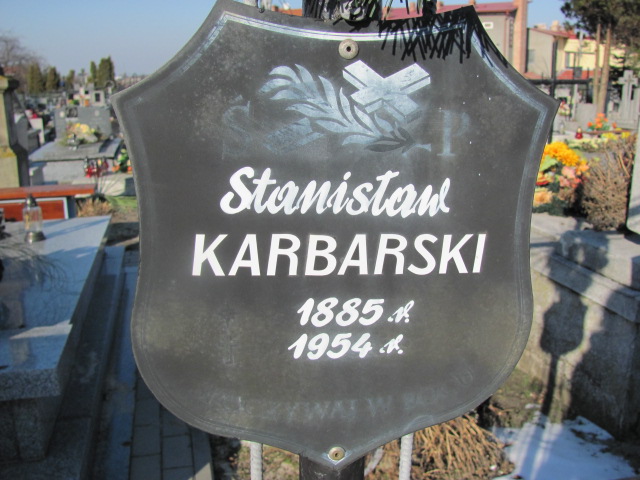 Ś P
Stanisław
KARBARSKI
1885 r.
1954 r.